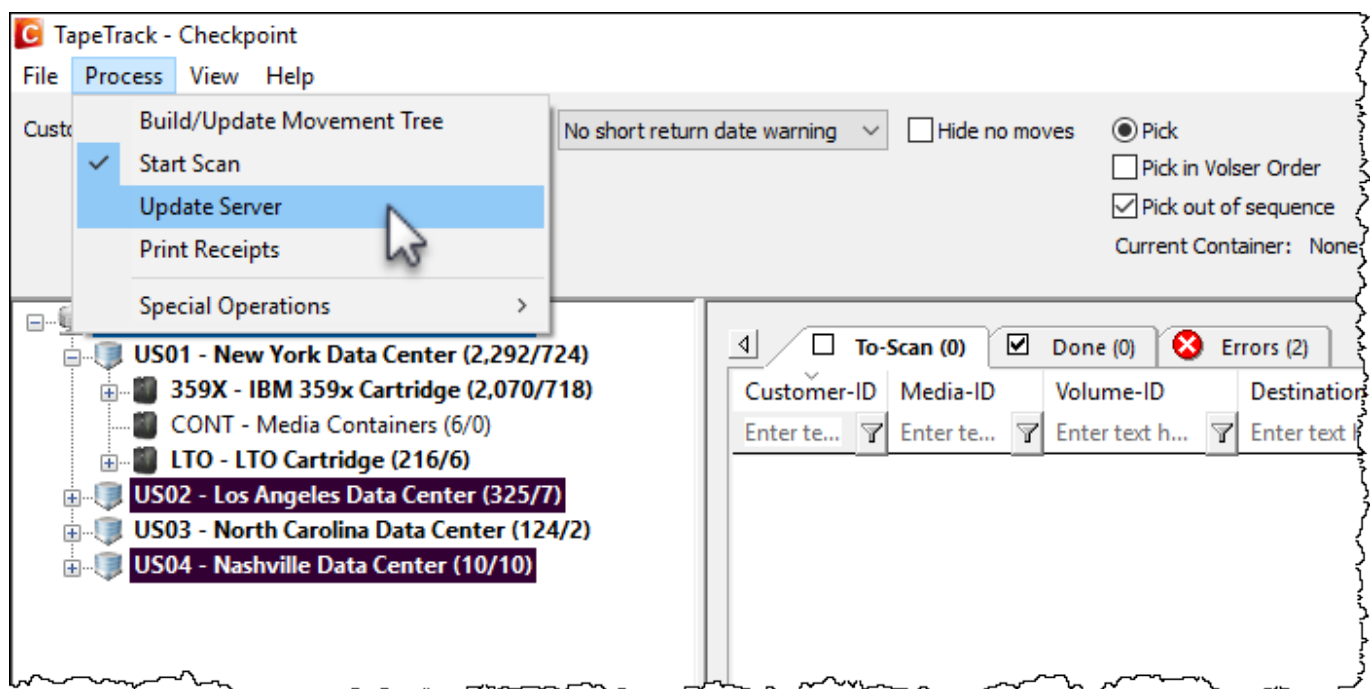 TapeTrack - Checkpoint
File Process View Help
Build/Update Movement Tree
Start Scan
Update Server
Print Receipts
Special Operations
No short return date warning
Hide no moves
Pick
Pick in Volser Order
Pick out of sequence
Current Container: None
US01 - New York Data Center (2,292/724)
359X - IBM 359x Cartridge (2,070/718)
CONT - Media Containers (6/0)
LTO - LTO Cartridge (216/6)
US02 - Los Angeles Data Center (325/7)
US03 - North Carolina Data Center (124/2)
US04 - Nashville Data Center (10/10)
To-Scan (0) Done (0) Errors (2)
Customer-ID Media-ID Volume-ID Destination
Enter te... Enter te... Enter text h... Enter text